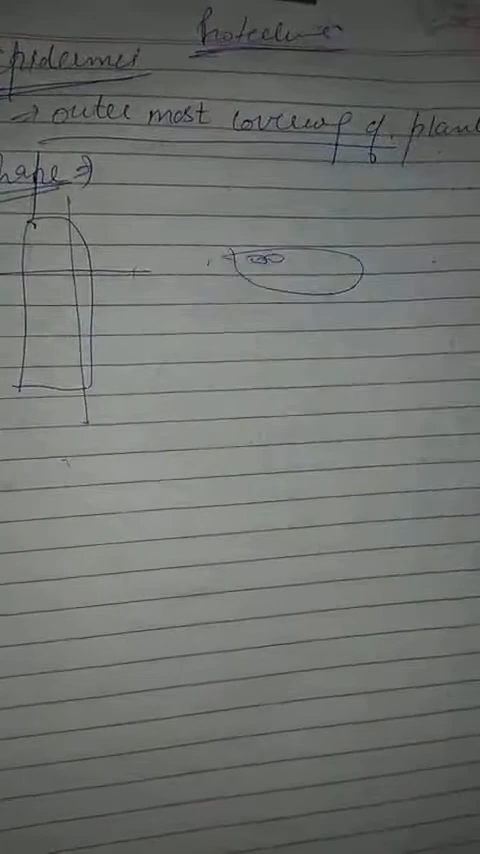 Protective
Epidermis
→ outer most covering of plant
Shape ⇒